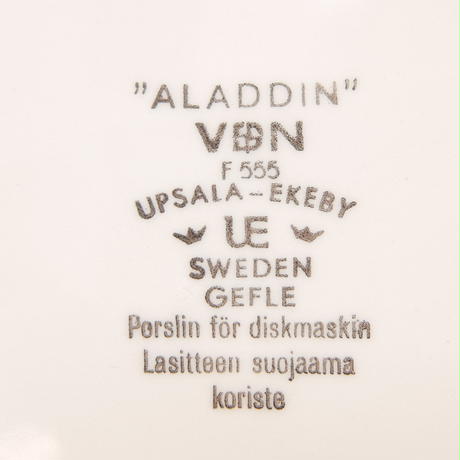 "ALADDIN"
VDN
F 555
UPSALA-EKEBY
UE
SWEDEN
GEFLE
Porslin för diskmaskin
Lasitteen suojaama
koriste